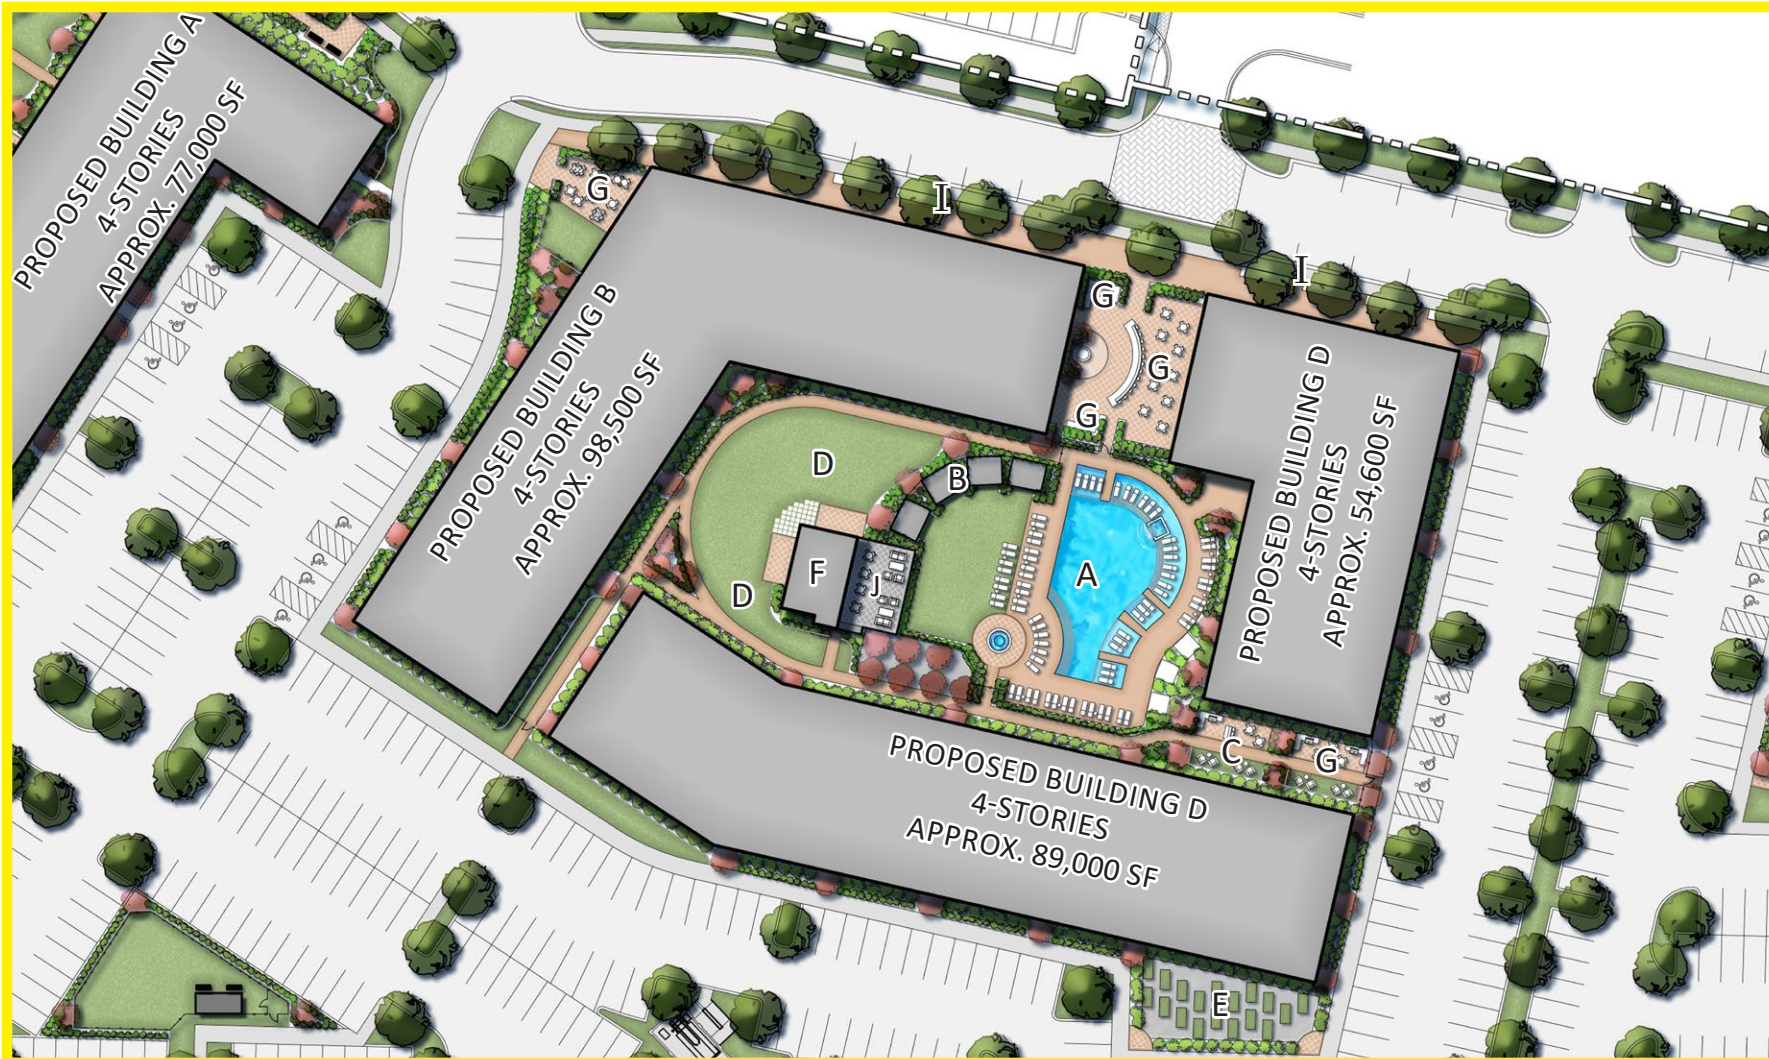 PROPOSED BUILDING A
4-STORIES
APPROX. 77,000 SF
G
I
I
PROPOSED BUILDING B
4-STORIES
APPROX. 98,500 SF
G
G
G
PROPOSED BUILDING D
4-STORIES
APPROX. 54,600 SF
D
B
A
F
J
D
C
G
PROPOSED BUILDING D
4-STORIES
APPROX. 89,000 SF
E